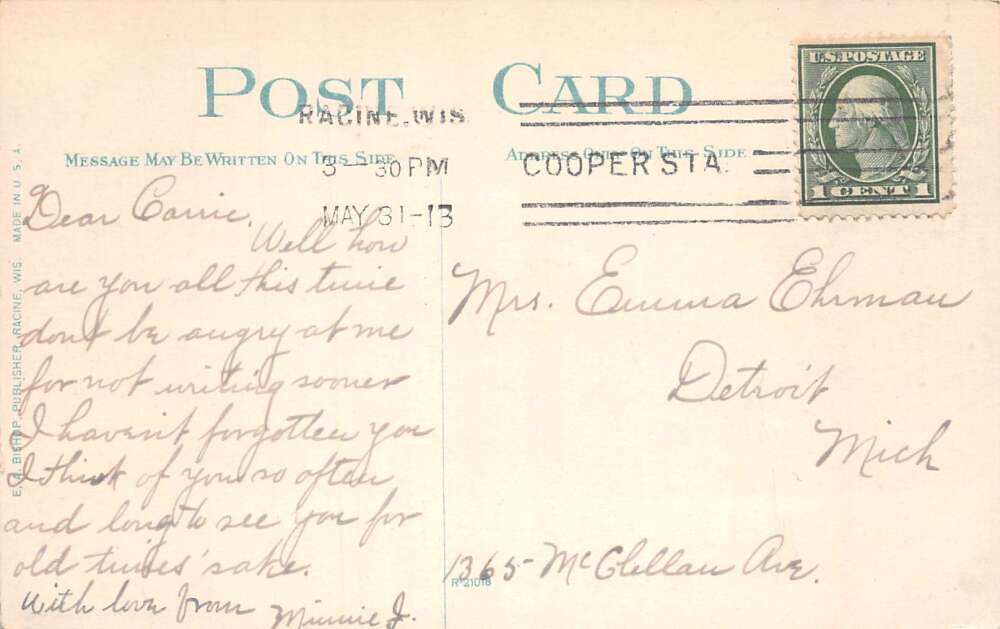 POST CARD
RACINE, WIS.
MESSAGE MAY BE WRITTEN ON THIS SIDE
3-30 PM
MAY 31-13
ADDRESS ONLY ON THIS SIDE
COOPER STA.
U.S. POSTAGE
1 CENT 1
Dear Carrie,
Well how
are you all this time
don't be angry at me
for not writing sooner
I haven't forgotten you
I think of you so often
and long to see you for
old times' sake.
With love from Minnie J.
Mrs. Emma Ehrman
Detroit
Mich
1365 McClellan Ave.
R-21018
E. A. BISHOP, PUBLISHER, RACINE, WIS. MADE IN U. S. A.